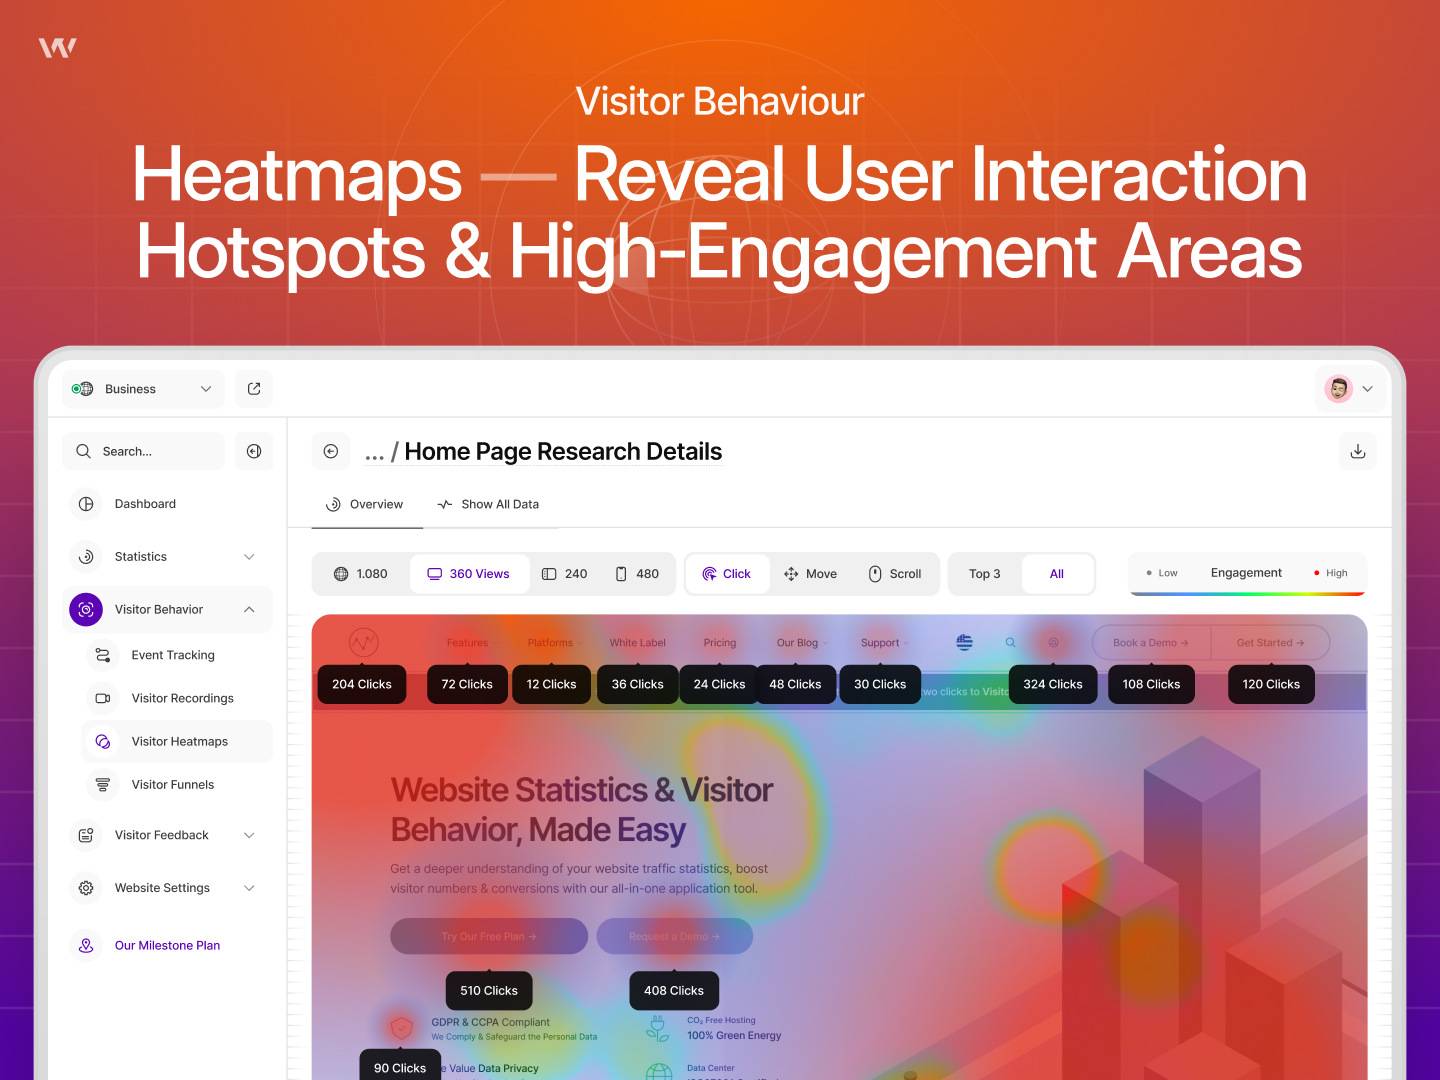 Visitor Behaviour
Heatmaps — Reveal User Interaction
Hotspots & High-Engagement Areas
Business
Search...
Dashboard
Statistics
Visitor Behavior
Event Tracking
Visitor Recordings
Visitor Heatmaps
Visitor Funnels
Visitor Feedback
Website Settings
Our Milestone Plan
... / Home Page Research Details
Overview
Show All Data
1.080
360 Views
240
480
Click
Move
Scroll
Top 3
All
Low
Engagement
High
Features
Platforms
White Label
Pricing
Our Blog
Support
Book a Demo →
Get Started →
204 Clicks
72 Clicks
12 Clicks
36 Clicks
24 Clicks
48 Clicks
30 Clicks
two clicks to Visito
324 Clicks
108 Clicks
120 Clicks
Website Statistics & Visitor
Behavior, Made Easy
Get a deeper understanding of your website traffic statistics, boost
visitor numbers & conversions with our all-in-one application tool.
Try Our Free Plan →
Request a Demo →
510 Clicks
408 Clicks
GDPR & CCPA Compliant
We Comply & Safeguard the Personal Data
CO₂ Free Hosting
100% Green Energy
90 Clicks
e Value Data Privacy
Data Center